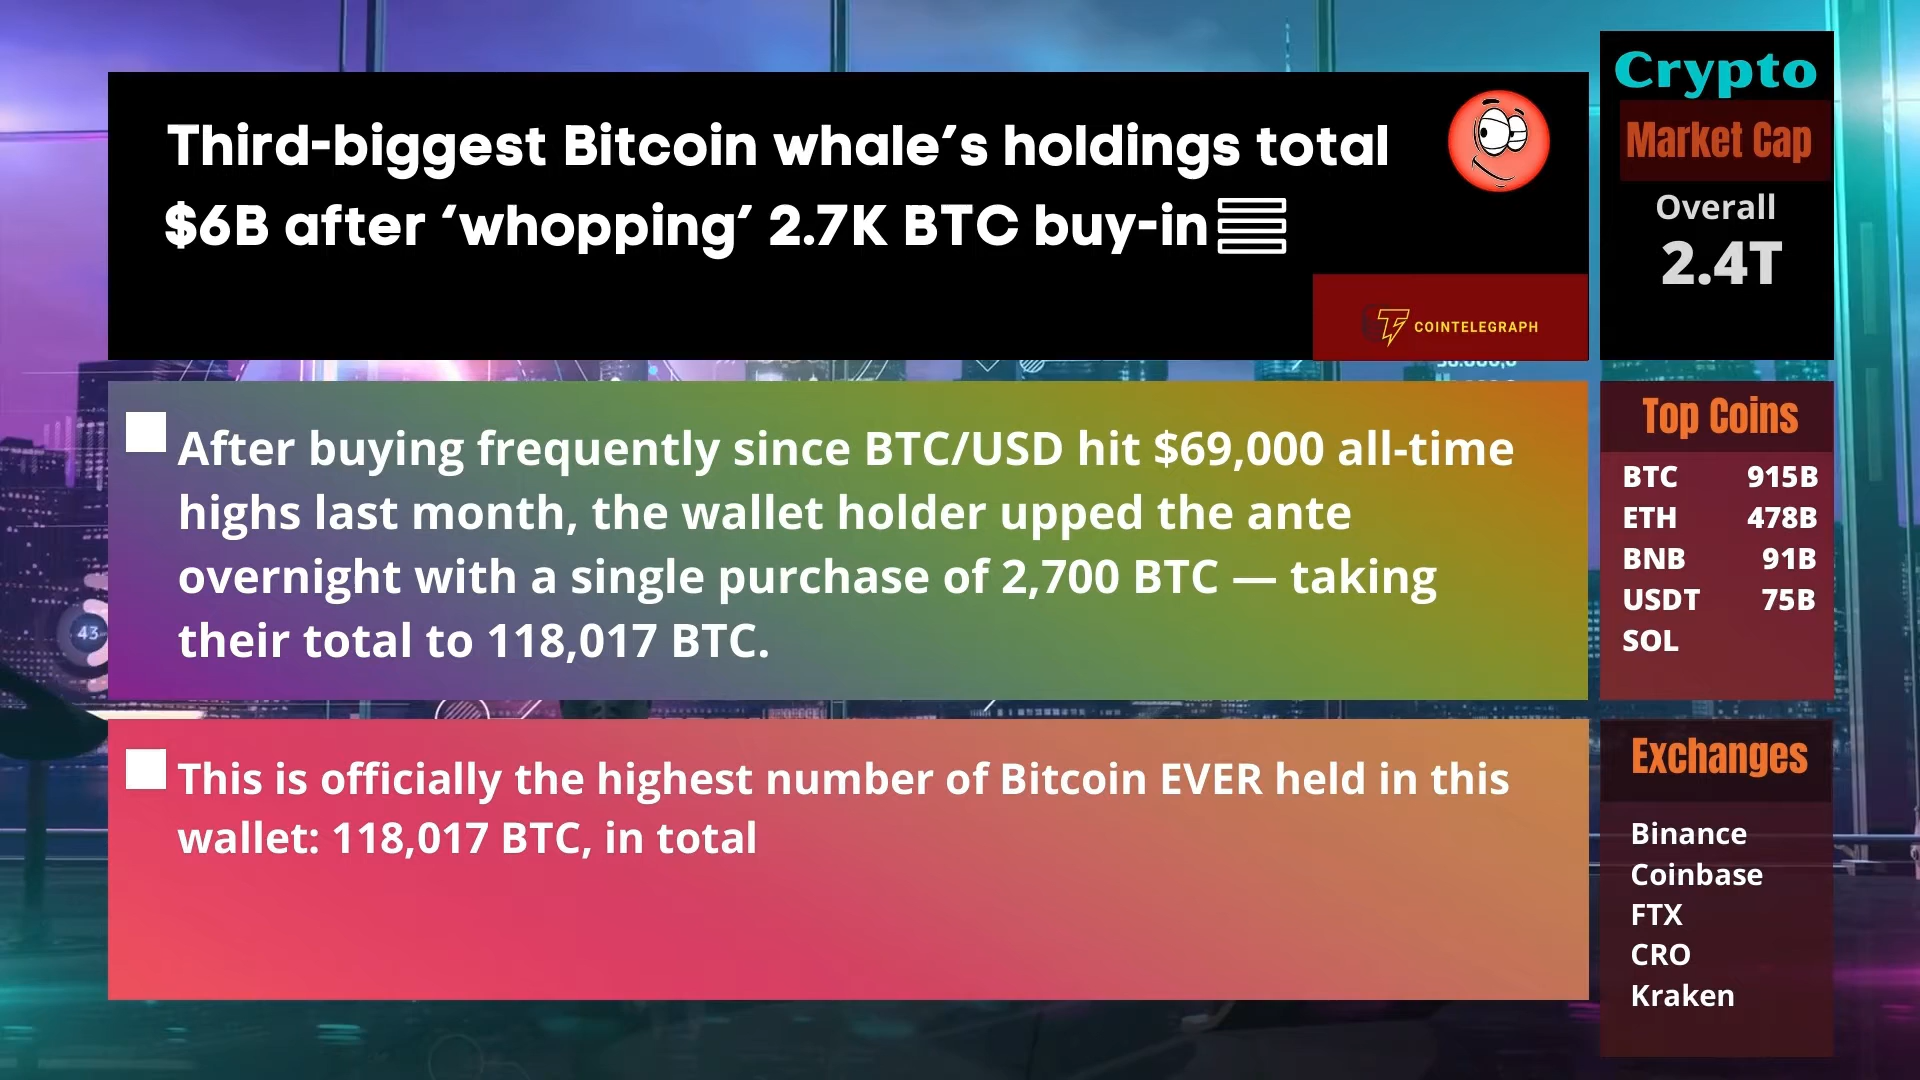 Third-biggest Bitcoin whale’s holdings total
$6B after ‘whopping’ 2.7K BTC buy-in
COINTELEGRAPH
After buying frequently since BTC/USD hit $69,000 all-time
highs last month, the wallet holder upped the ante
overnight with a single purchase of 2,700 BTC — taking
their total to 118,017 BTC.
This is officially the highest number of Bitcoin EVER held in this
wallet: 118,017 BTC, in total
43
Crypto
Market Cap
Overall
2.4T
Top Coins
BTC 915B
ETH 478B
BNB 91B
USDT 75B
SOL
Exchanges
Binance
Coinbase
FTX
CRO
Kraken